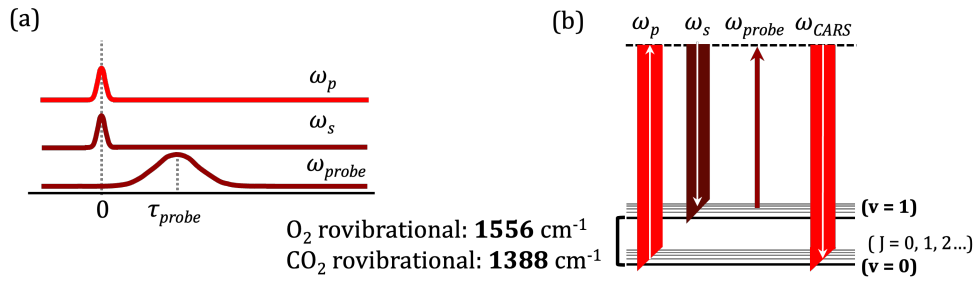 (a)
ω_p
ω_s
ω_probe
0
τ_probe
O₂ rovibrational: 1556 cm⁻¹
CO₂ rovibrational: 1388 cm⁻¹
(b)
ω_p ω_s ω_probe ω_CARS
(v = 1)
( J = 0, 1, 2...)
(v = 0)